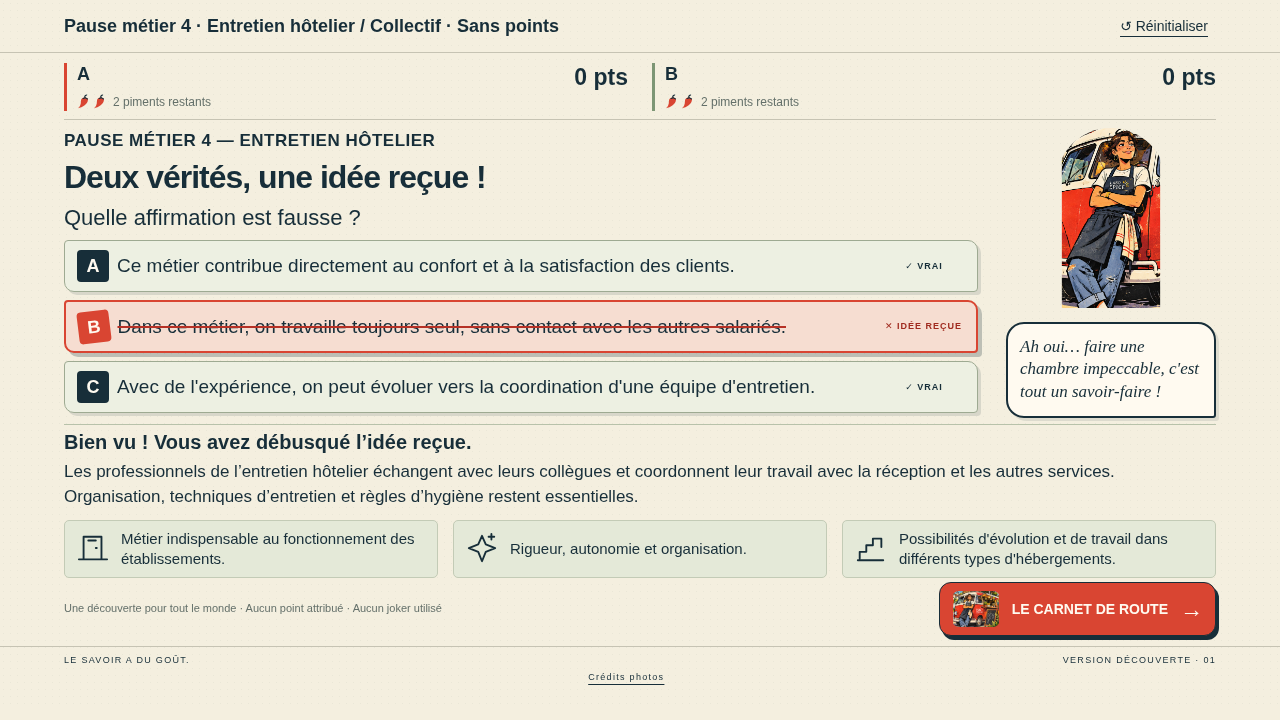 Pause métier 4 · Entretien hôtelier / Collectif · Sans points
↺ Réinitialiser
A
0 pts
2 piments restants
B
0 pts
2 piments restants
PAUSE MÉTIER 4 — ENTRETIEN HÔTELIER
Deux vérités, une idée reçue !
Quelle affirmation est fausse ?
A Ce métier contribue directement au confort et à la satisfaction des clients. ✓ VRAI
B Dans ce métier, on travaille toujours seul, sans contact avec les autres salariés. ✕ IDÉE REÇUE
C Avec de l'expérience, on peut évoluer vers la coordination d'une équipe d'entretien. ✓ VRAI
Ah oui… faire une
chambre impeccable, c'est
tout un savoir-faire !
Bien vu ! Vous avez débusqué l’idée reçue.
Les professionnels de l’entretien hôtelier échangent avec leurs collègues et coordonnent leur travail avec la réception et les autres services.
Organisation, techniques d’entretien et règles d’hygiène restent essentielles.
Métier indispensable au fonctionnement des
établissements.
Rigueur, autonomie et organisation.
Possibilités d'évolution et de travail dans
différents types d'hébergements.
Une découverte pour tout le monde · Aucun point attribué · Aucun joker utilisé
LE CARNET DE ROUTE →
LE SAVOIR A DU GOÛT.
VERSION DÉCOUVERTE · 01
Crédits photos